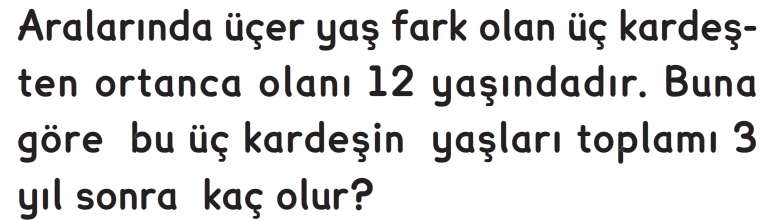 Aralarında üçer yaş fark olan üç kardeş-
ten ortanca olanı 12 yaşındadır. Buna
göre bu üç kardeşin yaşları toplamı 3
yıl sonra kaç olur?